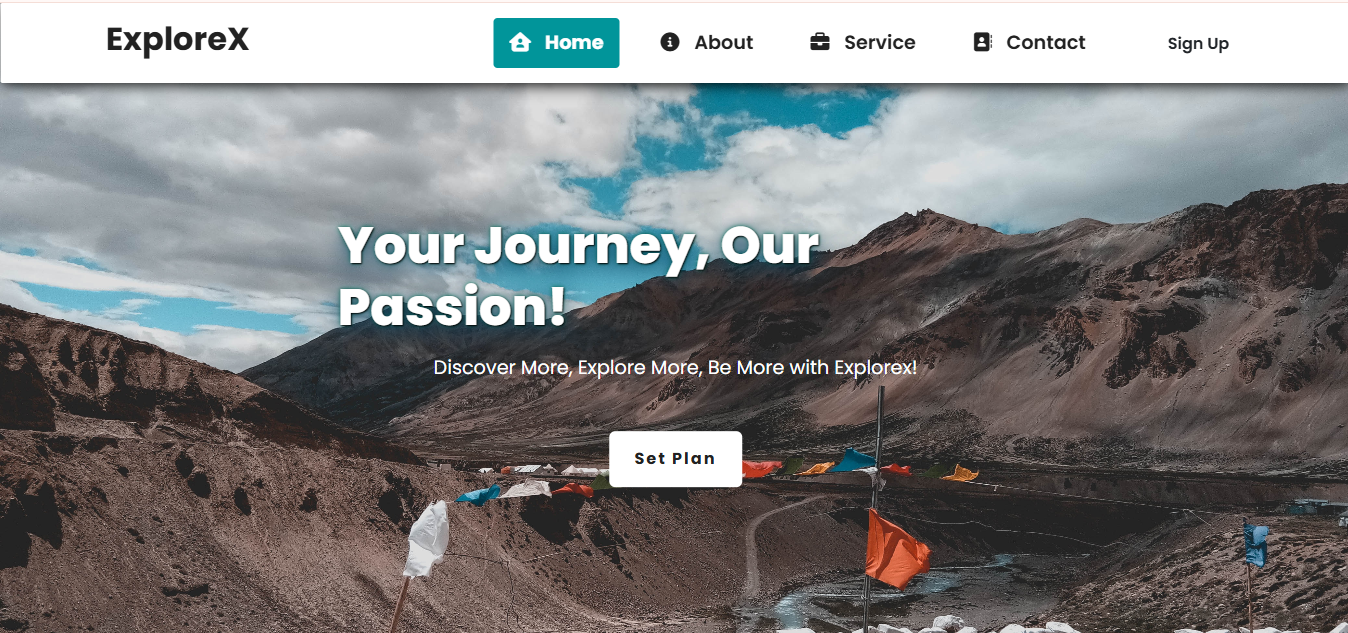 ExploreX
Home About Service Contact Sign Up
Your Journey, Our
Passion!
Discover More, Explore More, Be More with Explorex!
Set Plan